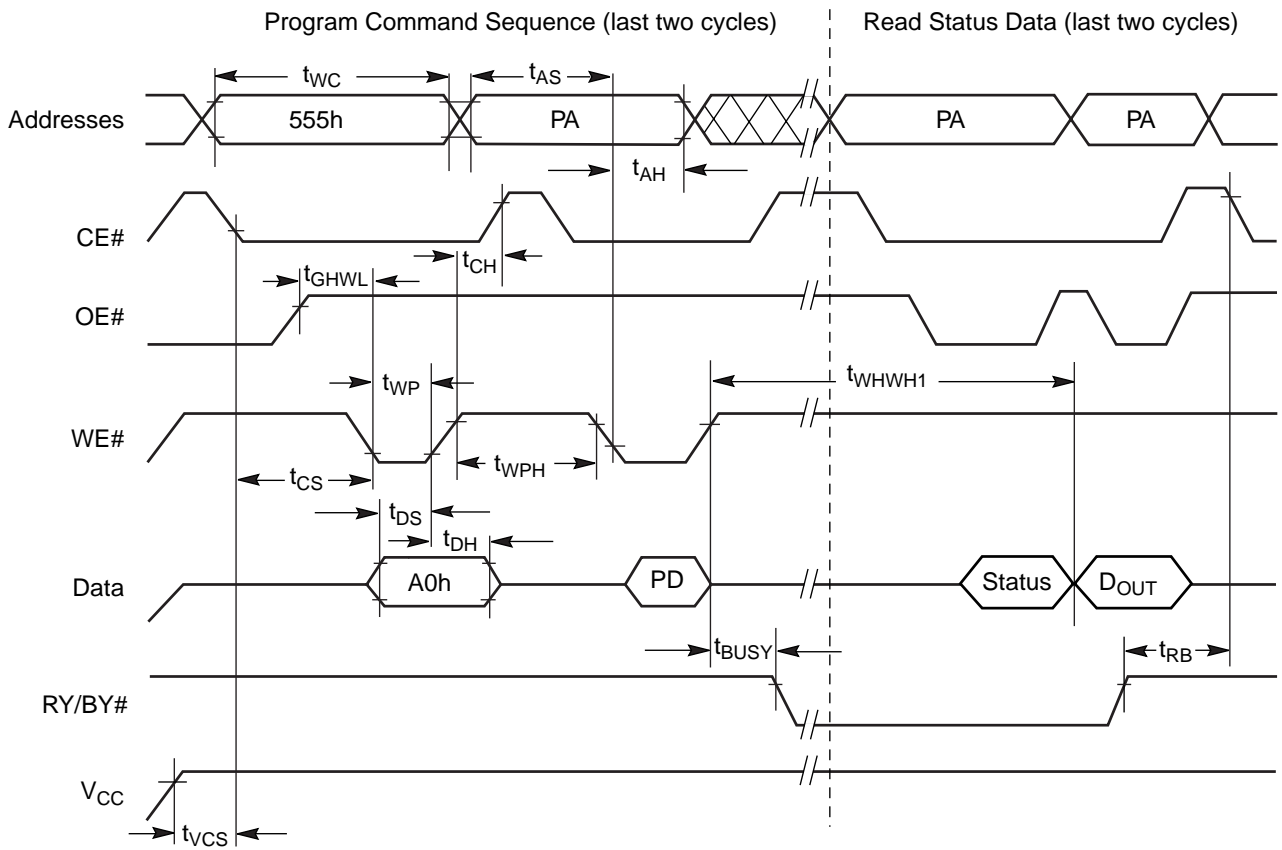 Program Command Sequence (last two cycles)
Read Status Data (last two cycles)
tWC
tAS
Addresses
555h
PA
PA
PA
tAH
CE#
tCH
tGHWL
OE#
tWP
tWHWH1
WE#
tCS
tWPH
tDS
tDH
Data
A0h
PD
Status
DOUT
tBUSY
tRB
RY/BY#
VCC
tVCS